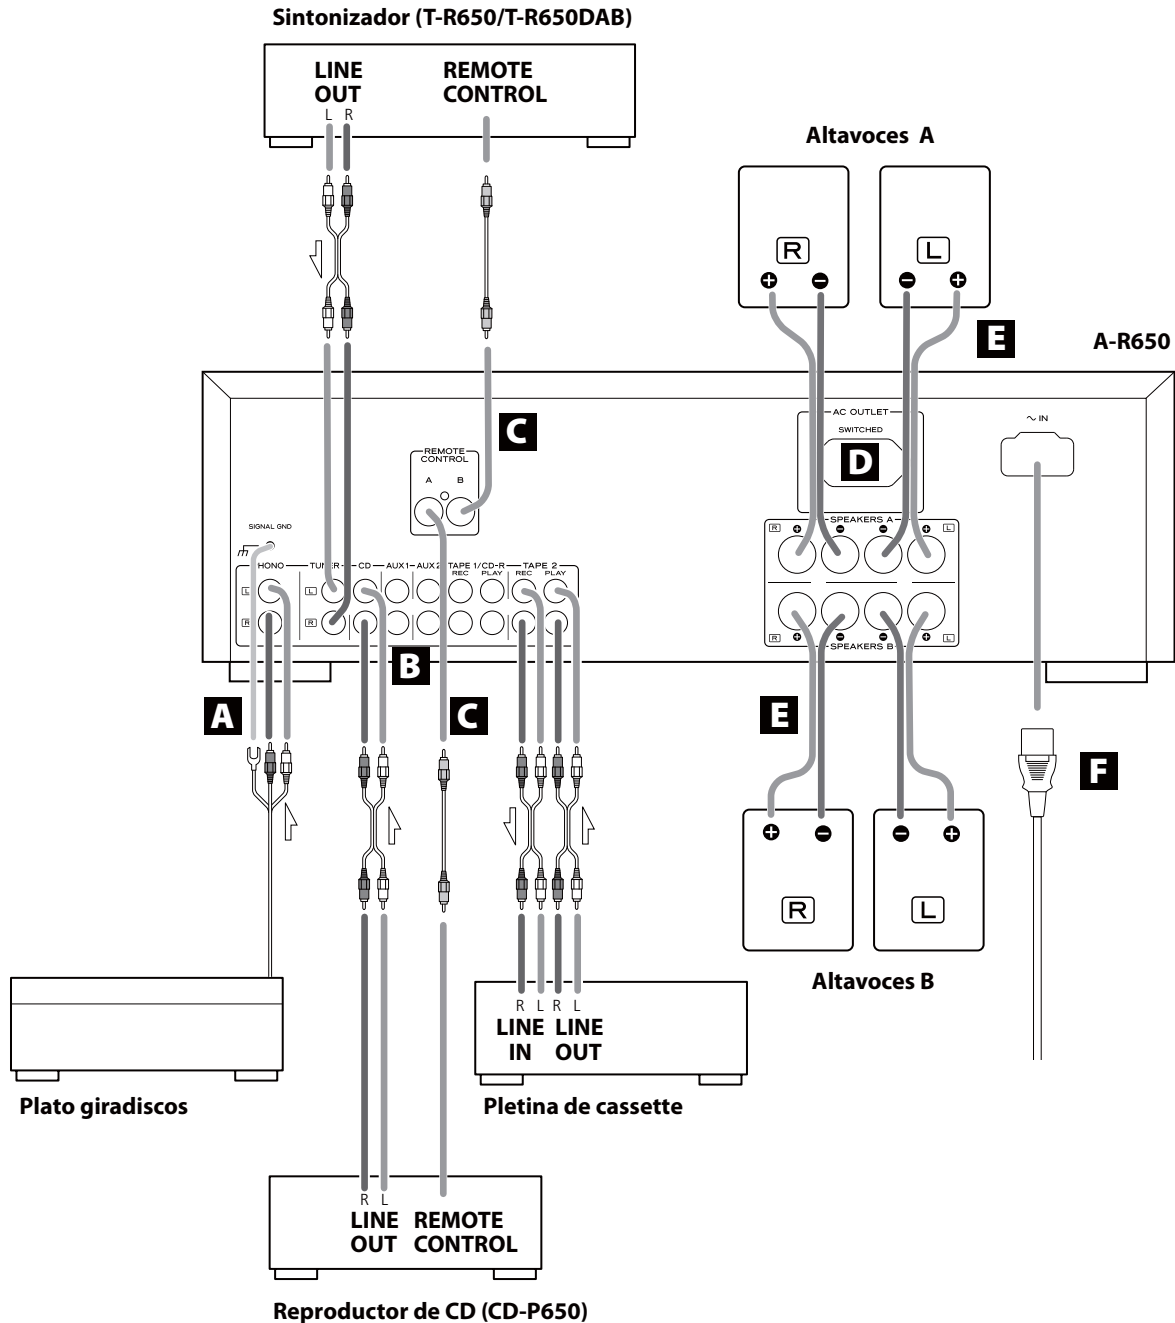 Sintonizador (T-R650/T-R650DAB)
LINE OUT
REMOTE CONTROL
L R
Altavoces A
R
L
E
A-R650
AC OUTLET
SWITCHED
D
~ IN
C
REMOTE CONTROL
A B
SPEAKERS A
R L
SIGNAL GND
HONO
TUNER
CD
AUX1
AUX2
TAPE 1/CD-R
REC PLAY
TAPE 2
REC PLAY
L
L
R
R
SPEAKERS B
R L
B
A
C
E
F
R
L
Altavoces B
R L R L
LINE IN
LINE OUT
Plato giradiscos
Pletina de cassette
R L
LINE OUT
REMOTE CONTROL
Reproductor de CD (CD-P650)